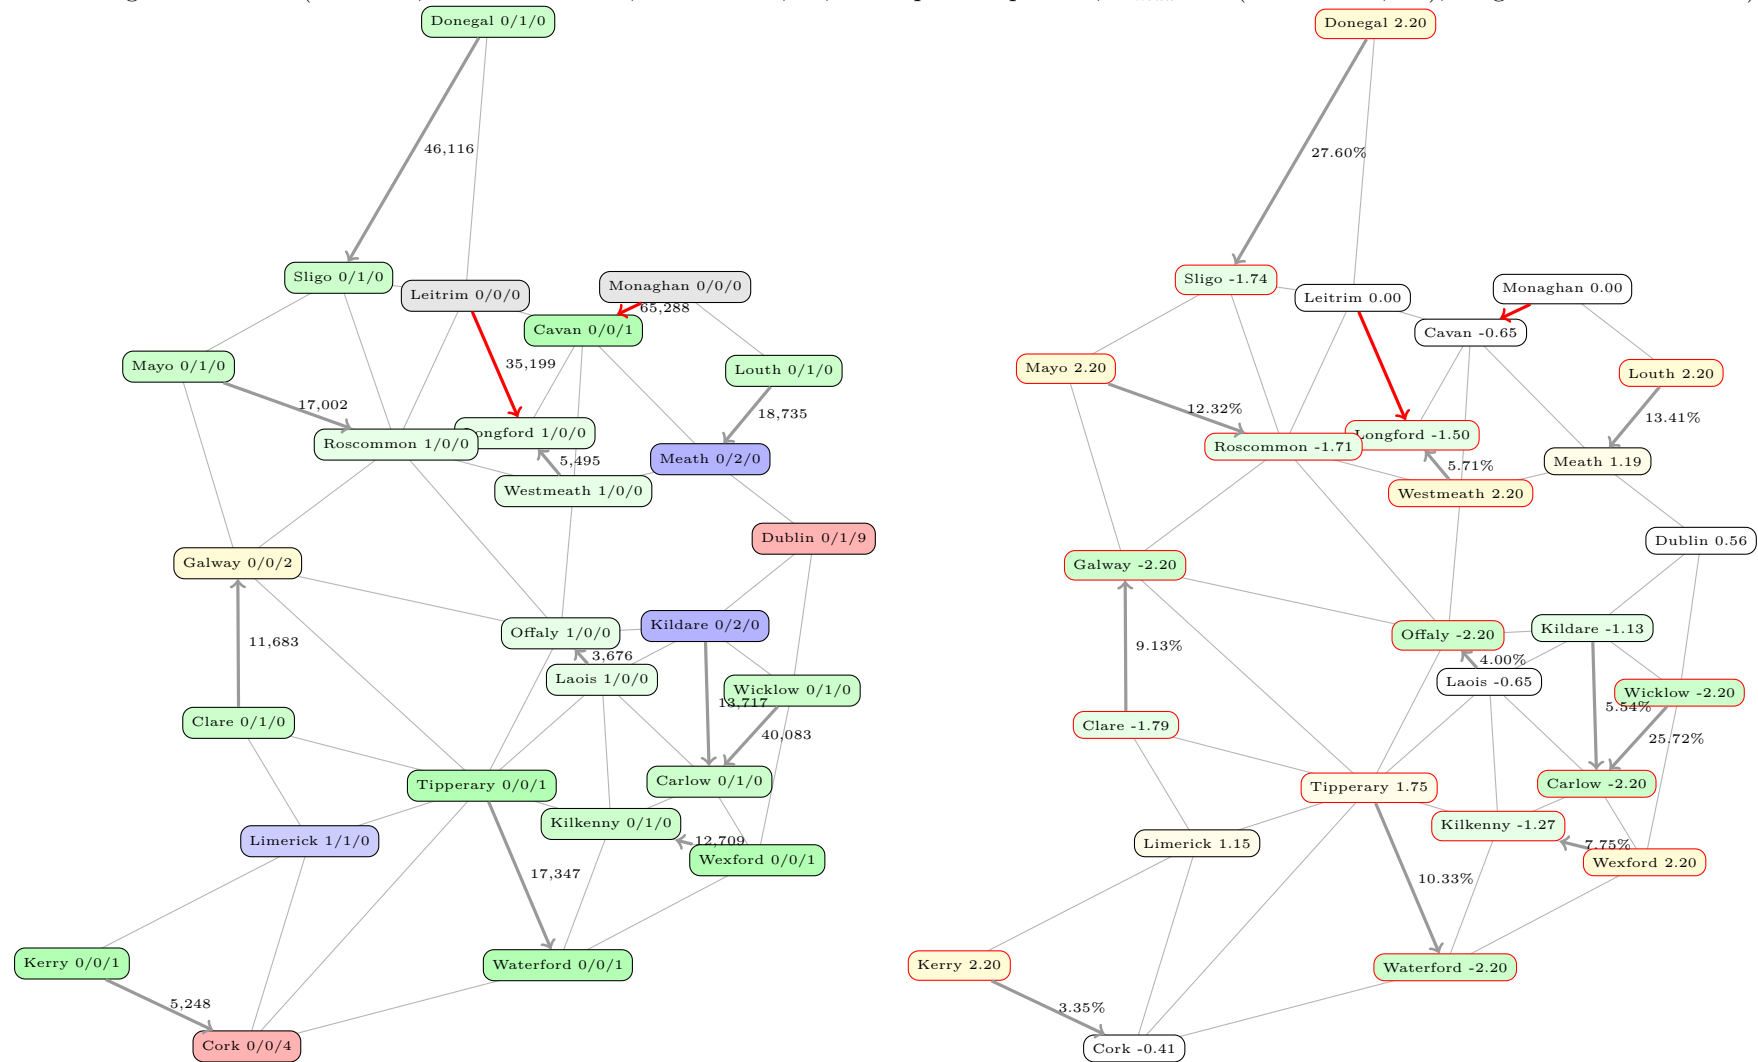 Donegal 0/1/0
46,116
Sligo 0/1/0
Leitrim 0/0/0
Monaghan 0/0/0
65,288
Cavan 0/0/1
Mayo 0/1/0
35,199
Louth 0/1/0
17,002
18,735
Longford 1/0/0
Roscommon 1/0/0
5,495
Meath 0/2/0
Westmeath 1/0/0
Dublin 0/1/9
Galway 0/0/2
Offaly 1/0/0
Kildare 0/2/0
11,683
3,676
Laois 1/0/0
Wicklow 0/1/0
13,717
Clare 0/1/0
40,083
Tipperary 0/0/1
Carlow 0/1/0
Kilkenny 0/1/0
Limerick 1/1/0
12,709
Wexford 0/0/1
17,347
Kerry 0/0/1
Waterford 0/0/1
5,248
Cork 0/0/4
Donegal 2.20
27.60%
Sligo -1.74
Leitrim 0.00
Monaghan 0.00
Cavan -0.65
Mayo 2.20
Louth 2.20
12.32%
13.41%
Longford -1.50
Roscommon -1.71
5.71%
Meath 1.19
Westmeath 2.20
Dublin 0.56
Galway -2.20
Offaly -2.20
Kildare -1.13
9.13%
4.00%
Laois -0.65
Wicklow -2.20
5.54%
Clare -1.79
25.72%
Tipperary 1.75
Carlow -2.20
Kilkenny -1.27
Limerick 1.15
7.75%
Wexford 2.20
10.33%
Kerry 2.20
Waterford -2.20
3.35%
Cork -0.41